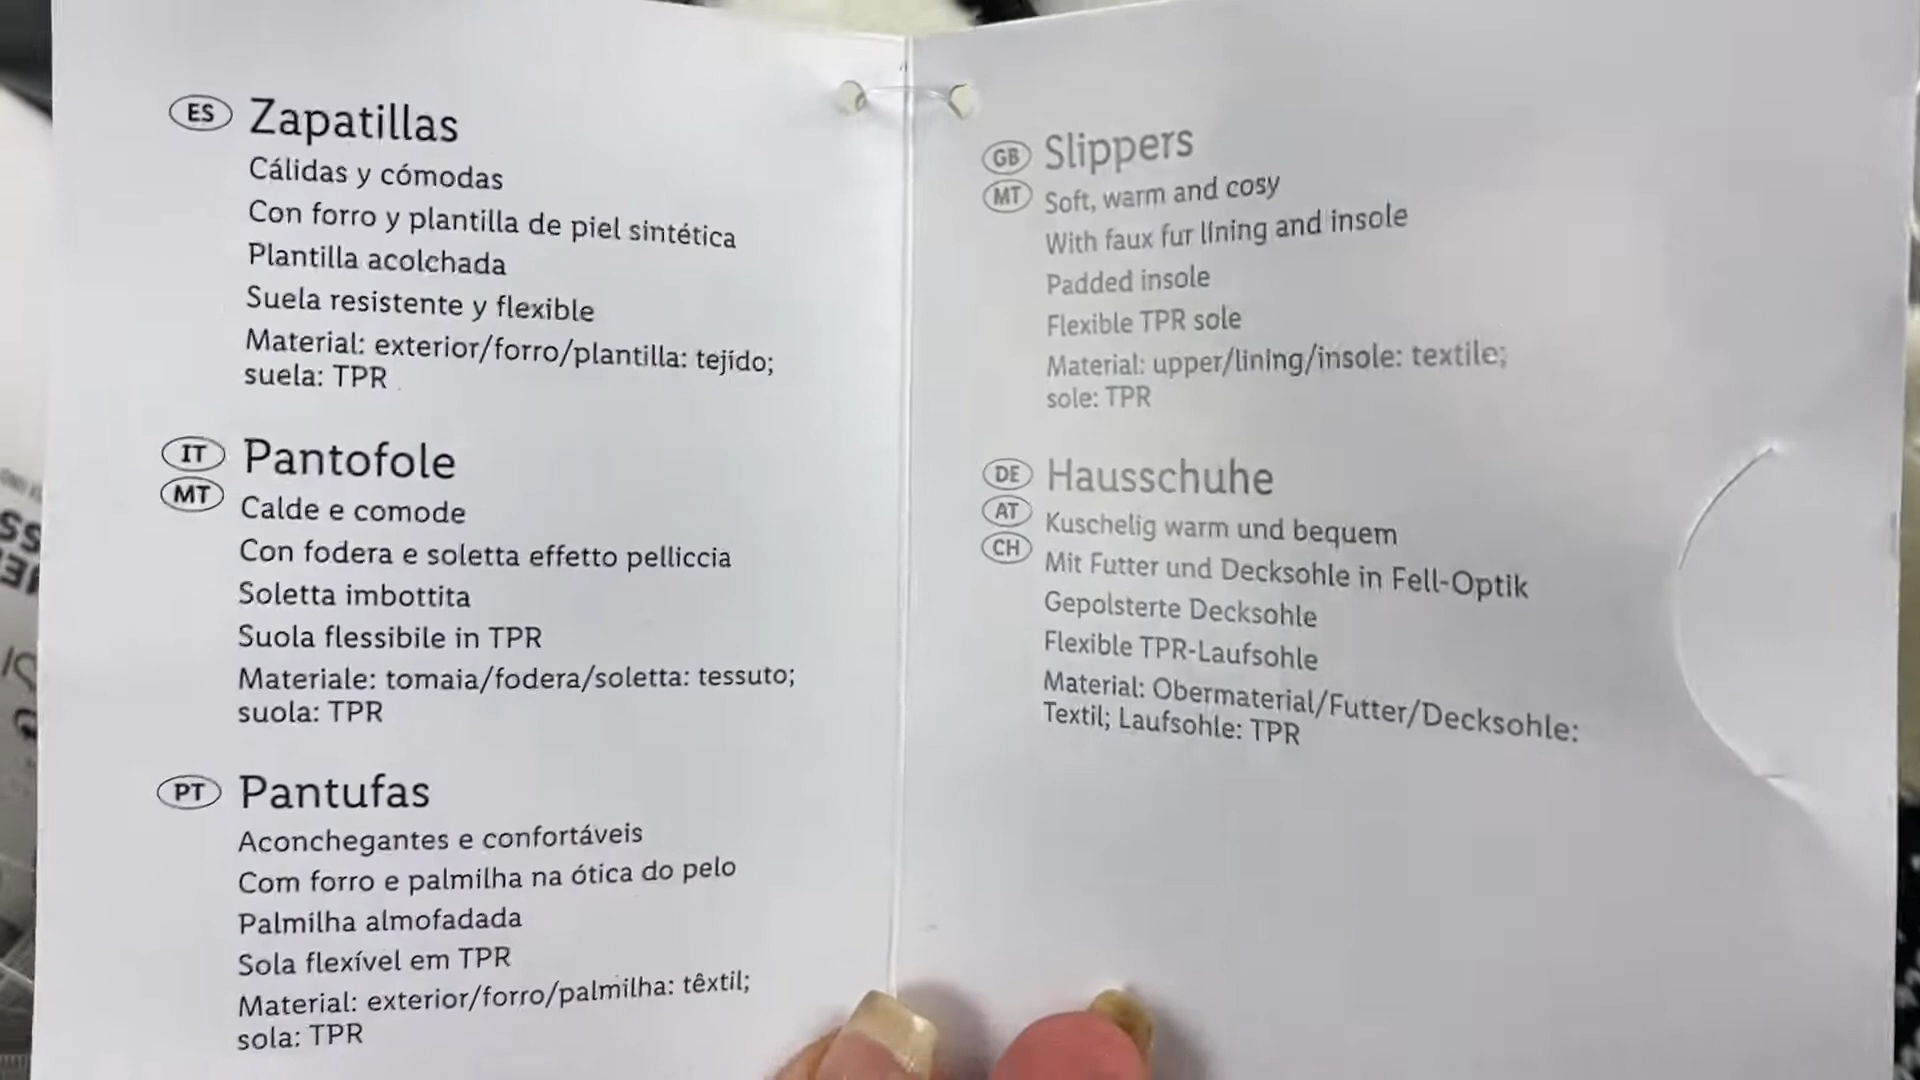 ES Zapatillas
Cálidas y cómodas
Con forro y plantilla de piel sintética
Plantilla acolchada
Suela resistente y flexible
Material: exterior/forro/plantilla: tejído;
suela: TPR
IT Pantofole
MT
Calde e comode
Con fodera e soletta effetto pelliccia
Soletta imbottita
Suola flessibile in TPR
Materiale: tomaia/fodera/soletta: tessuto;
suola: TPR
PT Pantufas
Aconchegantes e confortáveis
Com forro e palmilha na ótica do pelo
Palmilha almofadada
Sola flexível em TPR
Material: exterior/forro/palmilha: têxtil;
sola: TPR
GB Slippers
MT Soft, warm and cosy
With faux fur lining and insole
Padded insole
Flexible TPR sole
Material: upper/lining/insole: textile;
sole: TPR
DE Hausschuhe
AT Kuschelig warm und bequem
CH Mit Futter und Decksohle in Fell-Optik
Gepolsterte Decksohle
Flexible TPR-Laufsohle
Material: Obermaterial/Futter/Decksohle:
Textil; Laufsohle: TPR